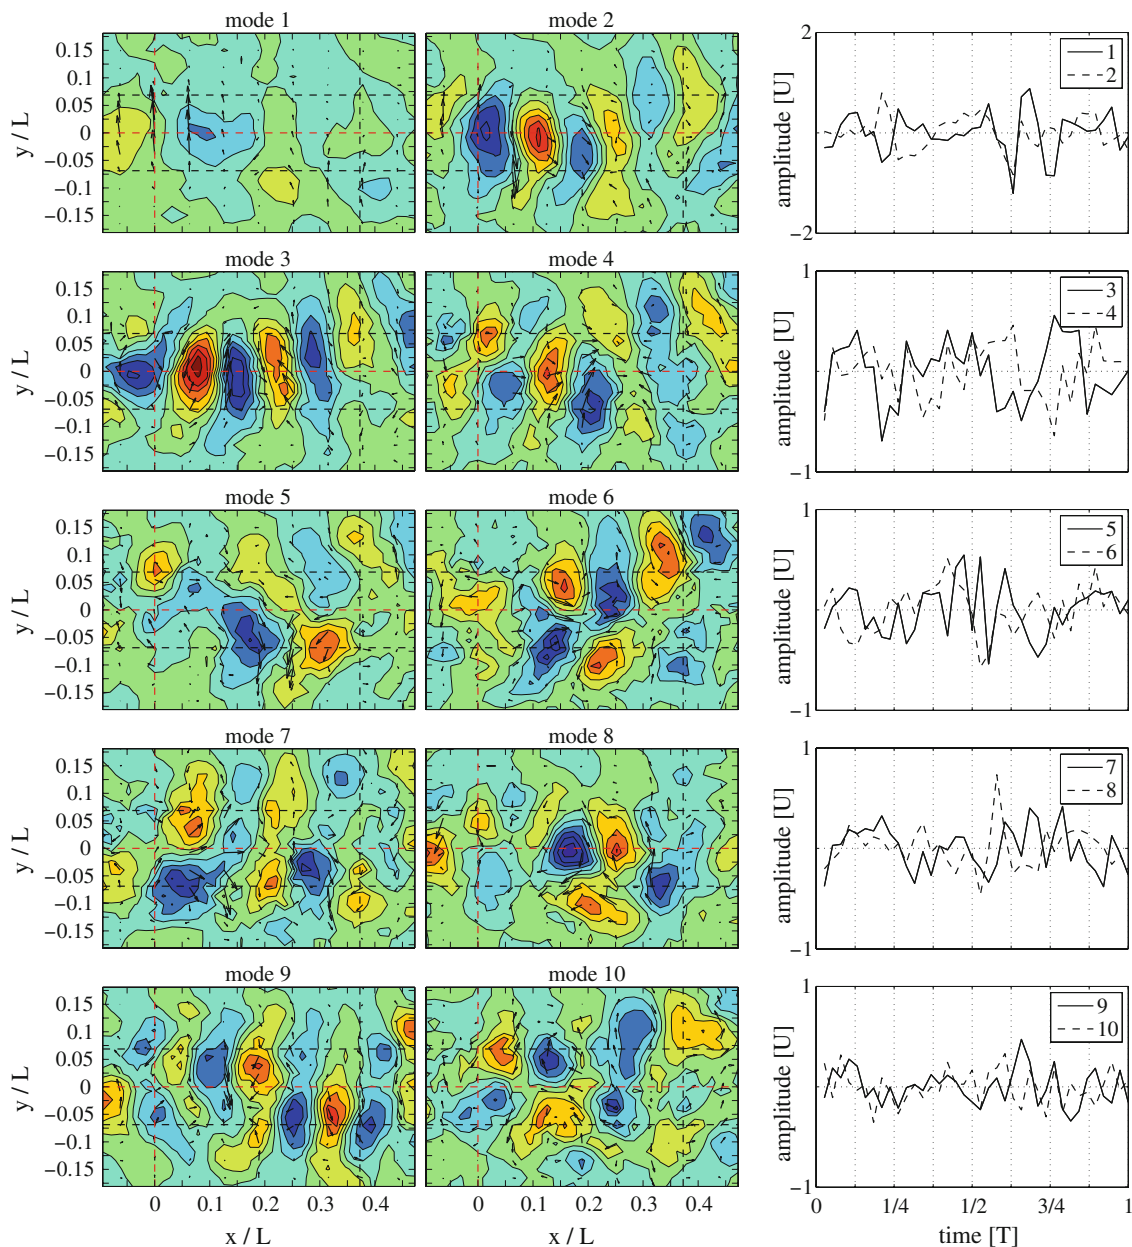 mode 1
mode 2
y / L
0.15
0.1
0.05
0
−0.05
−0.1
−0.15
amplitude [U]
2
−2
1
2
mode 3
mode 4
y / L
0.15
0.1
0.05
0
−0.05
−0.1
−0.15
amplitude [U]
1
−1
3
4
mode 5
mode 6
y / L
0.15
0.1
0.05
0
−0.05
−0.1
−0.15
amplitude [U]
1
−1
5
6
mode 7
mode 8
y / L
0.15
0.1
0.05
0
−0.05
−0.1
−0.15
amplitude [U]
1
−1
7
8
mode 9
mode 10
y / L
0.15
0.1
0.05
0
−0.05
−0.1
−0.15
amplitude [U]
1
−1
9
10
0 0.1 0.2 0.3 0.4
x / L
0 0.1 0.2 0.3 0.4
x / L
0 1/4 1/2 3/4 1
time [T]